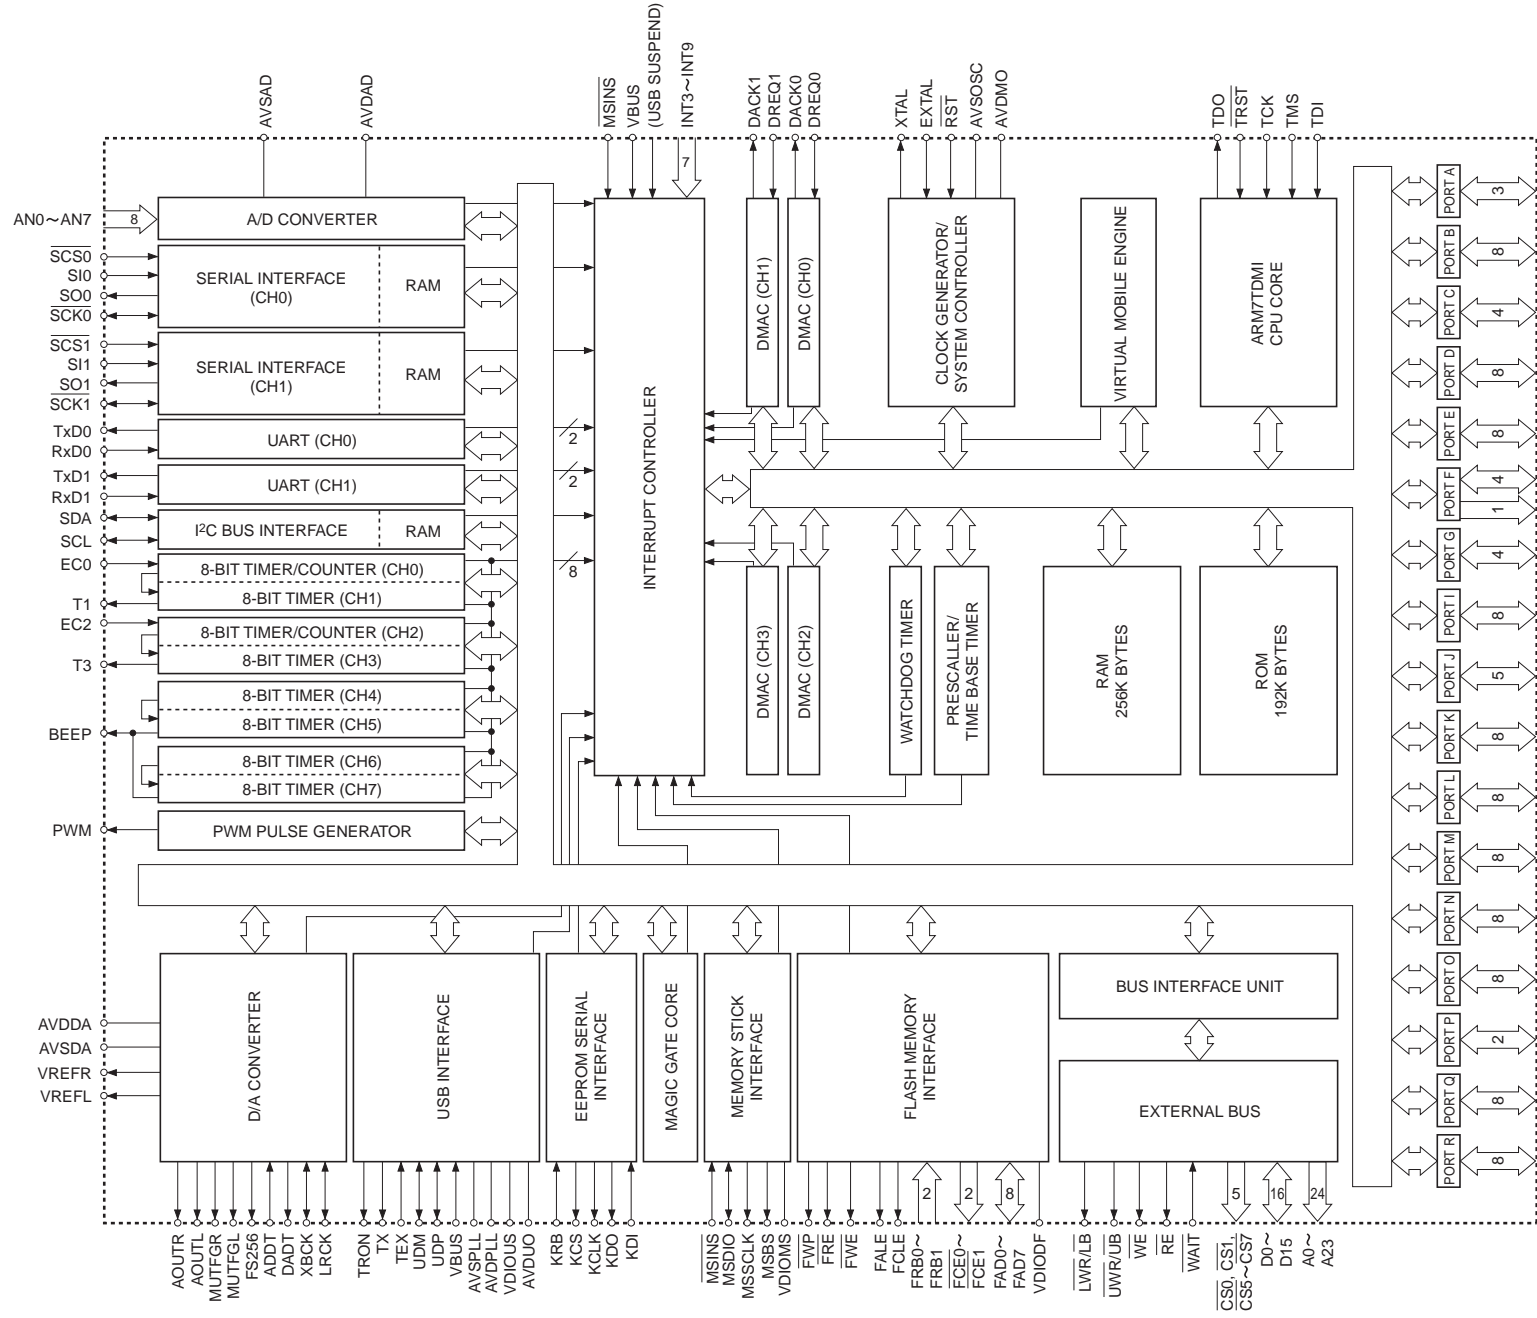 AVSAD
AVDAD
MSINS
VBUS
(USB SUSPEND)
INT3~INT9
7
DACK1
DREQ1
DACK0
DREQ0
XTAL
EXTAL
RST
AVSOSC
AVDMO
TDO
TRST
TCK
TMS
TDI
AN0~AN7
8
SCS0
SI0
SO0
SCK0
SCS1
SI1
SO1
SCK1
TxD0
RxD0
TxD1
RxD1
SDA
SCL
EC0
T1
EC2
T3
BEEP
PWM
A/D CONVERTER
SERIAL INTERFACE
(CH0)
RAM
SERIAL INTERFACE
(CH1)
RAM
UART (CH0)
UART (CH1)
I²C BUS INTERFACE
RAM
8-BIT TIMER/COUNTER (CH0)
8-BIT TIMER (CH1)
8-BIT TIMER/COUNTER (CH2)
8-BIT TIMER (CH3)
8-BIT TIMER (CH4)
8-BIT TIMER (CH5)
8-BIT TIMER (CH6)
8-BIT TIMER (CH7)
PWM PULSE GENERATOR
2
2
8
INTERRUPT CONTROLLER
DMAC (CH1)
DMAC (CH0)
CLOCK GENERATOR/
SYSTEM CONTROLLER
VIRTUAL MOBILE ENGINE
ARM7TDMI
CPU CORE
DMAC (CH3)
DMAC (CH2)
WATCHDOG TIMER
PRESCALLER/
TIME BASE TIMER
RAM
256K BYTES
ROM
192K BYTES
PORT A
3
PORT B
8
PORT C
4
PORT D
8
PORT E
8
PORT F
4
1
PORT G
4
PORT I
8
PORT J
5
PORT K
8
PORT L
8
PORT M
8
PORT N
8
PORT O
8
PORT P
2
PORT Q
8
PORT R
8
AVDDA
AVSDA
VREFR
VREFL
D/A CONVERTER
USB INTERFACE
EEPROM SERIAL
INTERFACE
MAGIC GATE CORE
MEMORY STICK
INTERFACE
FLASH MEMORY
INTERFACE
BUS INTERFACE UNIT
EXTERNAL BUS
2
2
8
5
16
24
AOUTR
AOUTL
MUTFGR
MUTFGL
FS256
ADDT
DADT
XBCK
LRCK
TRON
TX
TEX
UDM
UDP
VBUS
AVSPLL
AVDPLL
VDIOUS
AVDUO
KRB
KCS
KCLK
KDO
KDI
MSINS
MSDIO
MSSCLK
MSBS
VDIOMS
FWP
FRE
FWE
FALE
FCLE
FRB0~
FRB1
FCE0~
FCE1
FAD0~
FAD7
VDIODF
LWR/LB
UWR/UB
WE
RE
WAIT
CS0, CS1,
CS5~CS7
D0~
D15
A0~
A23